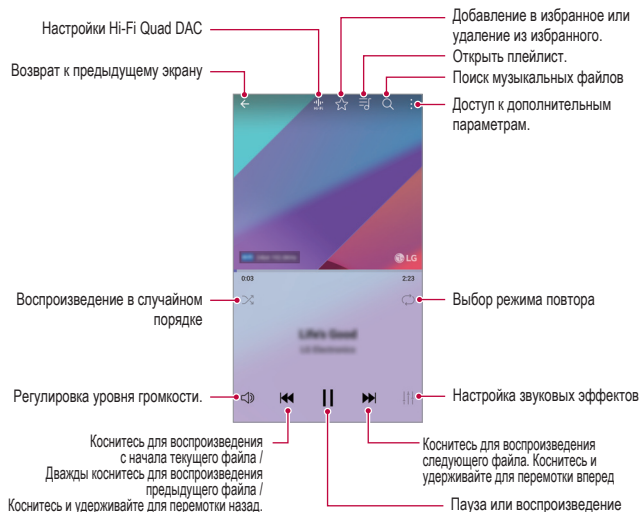 Настройки Hi-Fi Quad DAC
Возврат к предыдущему экрану
Добавление в избранное или
удаление из избранного.
Открыть плейлист.
Поиск музыкальных файлов
Доступ к дополнительным
параметрам.
LG
0:03
2:23
Воспроизведение в случайном
порядке
Выбор режима повтора
Life's Good
LG Electronics
Регулировка уровня громкости.
Настройка звуковых эффектов
Коснитесь для воспроизведения
с начала текущего файла /
Дважды коснитесь для воспроизведения
предыдущего файла /
Коснитесь и удерживайте для перемотки назад.
Коснитесь для воспроизведения
следующего файла. Коснитесь и
удерживайте для перемотки вперед
Пауза или воспроизведение